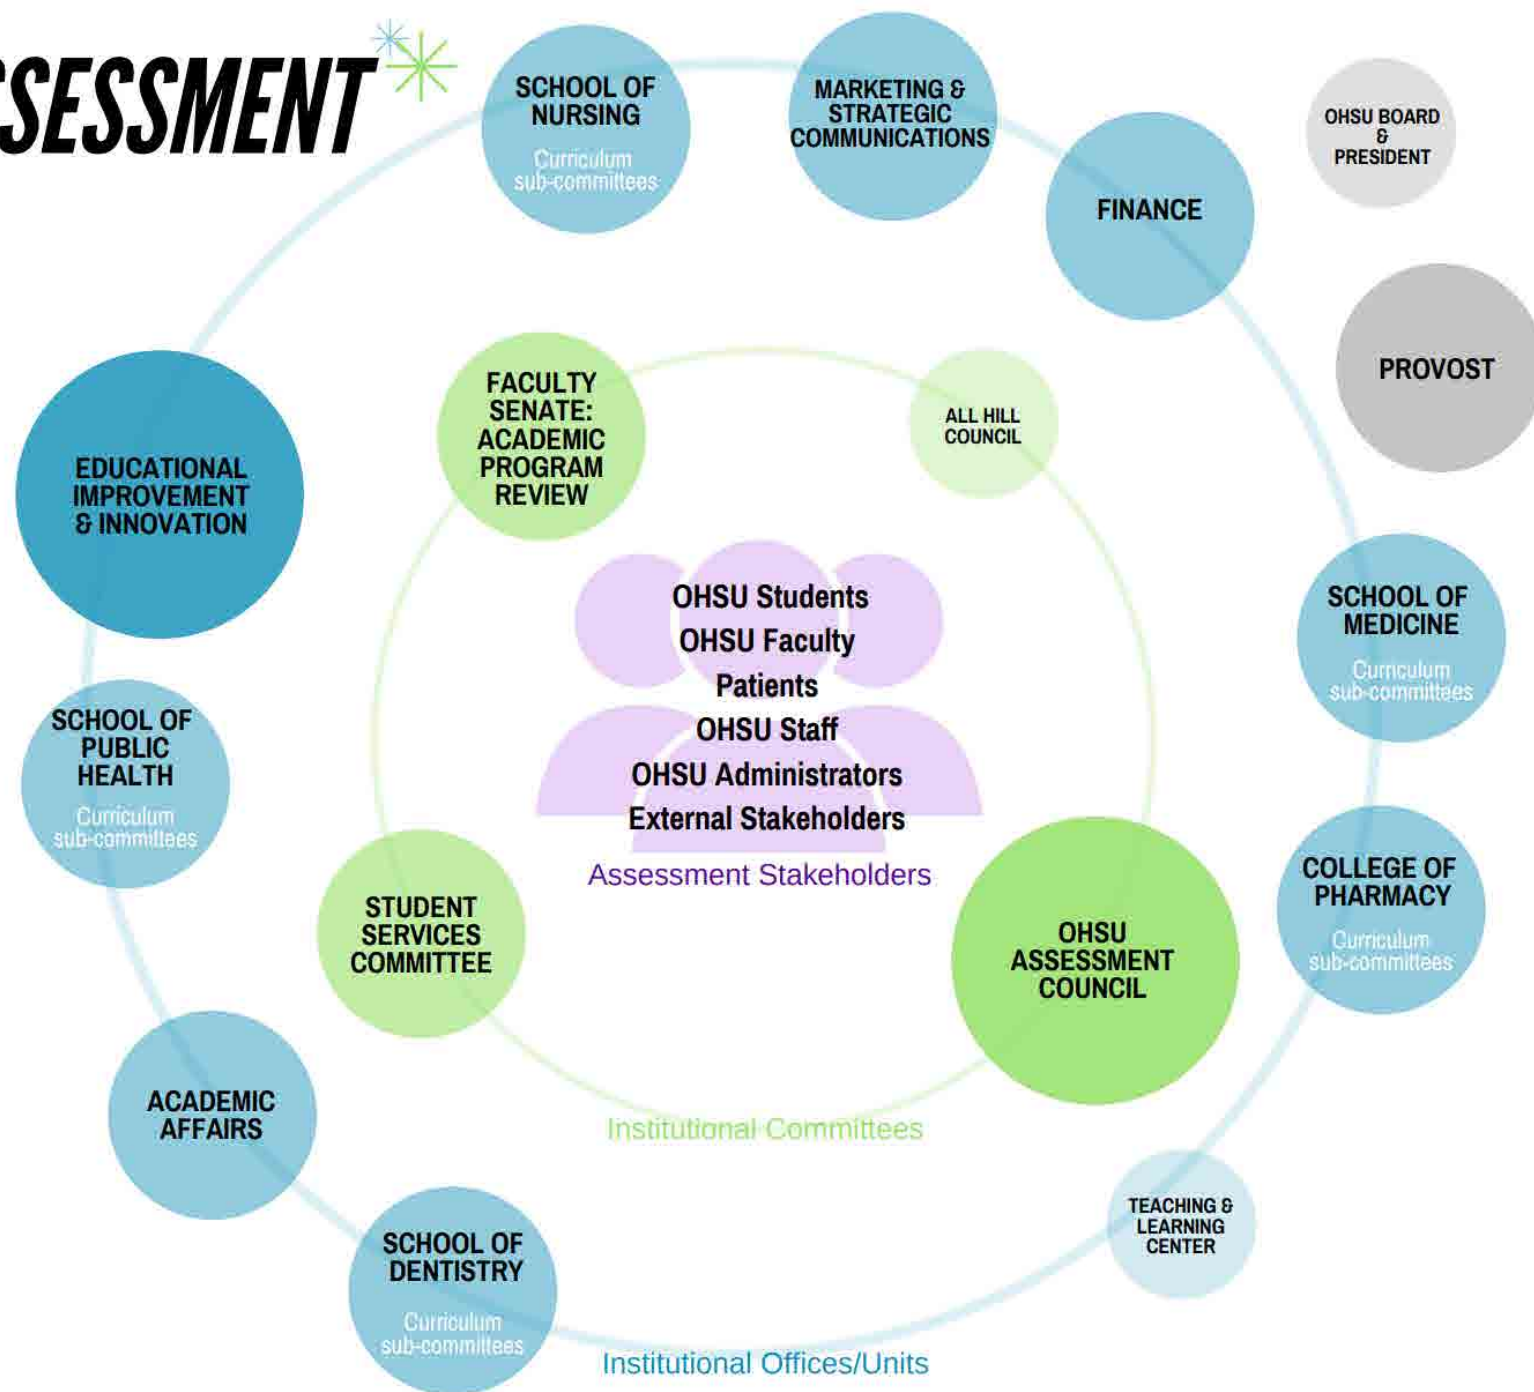 SSESSMENT
SCHOOL OF
NURSING
Curriculum
sub-committees
MARKETING &
STRATEGIC
COMMUNICATIONS
FINANCE
OHSU BOARD
&
PRESIDENT
PROVOST
EDUCATIONAL
IMPROVEMENT
& INNOVATION
FACULTY
SENATE:
ACADEMIC
PROGRAM
REVIEW
ALL HILL
COUNCIL
OHSU Students
OHSU Faculty
Patients
OHSU Staff
OHSU Administrators
External Stakeholders
Assessment Stakeholders
SCHOOL OF
MEDICINE
Curriculum
sub-committees
SCHOOL OF
PUBLIC
HEALTH
Curriculum
sub-committees
STUDENT
SERVICES
COMMITTEE
OHSU
ASSESSMENT
COUNCIL
COLLEGE OF
PHARMACY
Curriculum
sub-committees
ACADEMIC
AFFAIRS
Institutional Committees
TEACHING &
LEARNING
CENTER
SCHOOL OF
DENTISTRY
Curriculum
sub-committees
Institutional Offices/Units